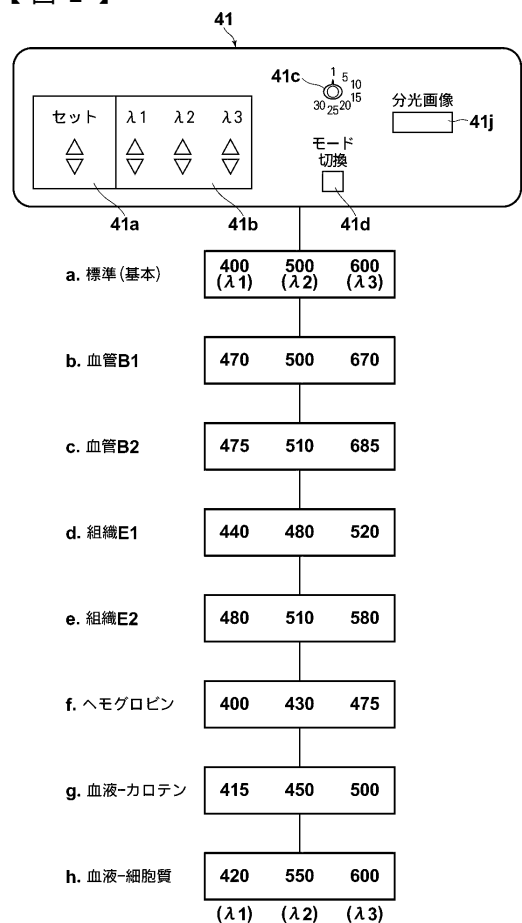 41
41c
1 5 10 15 20 25 30
分光画像
41j
セット λ1 λ2 λ3
モード
切換
41a 41b 41d
a. 標準(基本) 400 500 600
(λ1) (λ2) (λ3)
b. 血管B1 470 500 670
c. 血管B2 475 510 685
d. 組織E1 440 480 520
e. 組織E2 480 510 580
f. ヘモグロビン 400 430 475
g. 血液-カロテン 415 450 500
h. 血液-細胞質 420 550 600
(λ1) (λ2) (λ3)